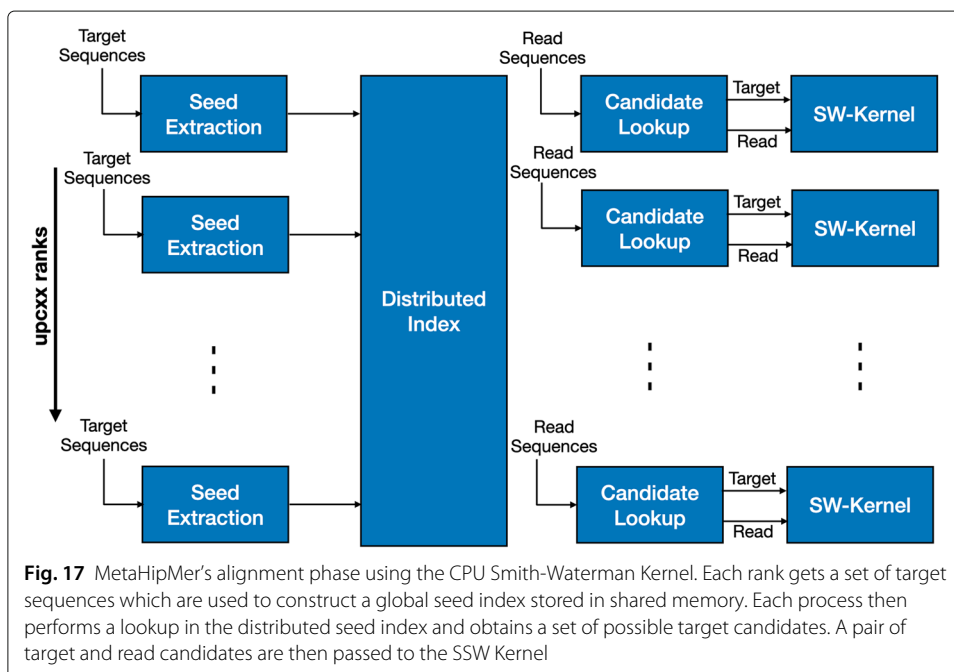 Target
Sequences
Seed
Extraction
Target
Sequences
Seed
Extraction
upcxx ranks
Target
Sequences
Seed
Extraction
Distributed
Index
Read
Sequences
Candidate
Lookup
Target
Read
SW-Kernel
Read
Sequences
Candidate
Lookup
Target
Read
SW-Kernel
Read
Sequences
Candidate
Lookup
Target
Read
SW-Kernel
Fig. 17 MetaHipMer's alignment phase using the CPU Smith-Waterman Kernel. Each rank gets a set of target
sequences which are used to construct a global seed index stored in shared memory. Each process then
performs a lookup in the distributed seed index and obtains a set of possible target candidates. A pair of
target and read candidates are then passed to the SSW Kernel